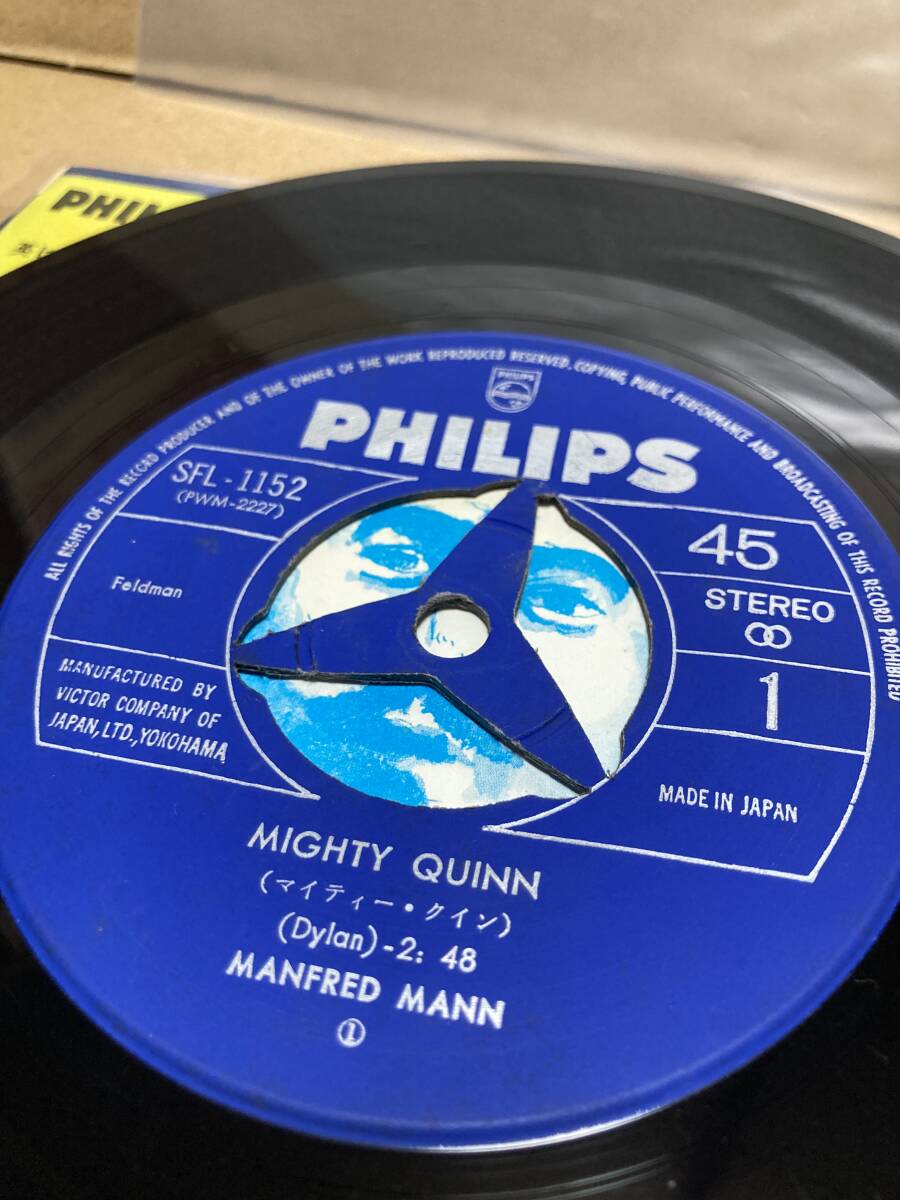 PHILIPS
ALL RIGHTS OF THE RECORD PRODUCER AND OF THE OWNER OF THE WORK REPRODUCED RESERVED. COPYING, PUBLIC PERFORMANCE AND BROADCASTING OF THIS RECORD PROHIBITED
PHILIPS
SFL-1152
(PWM-2227)
45
Feldman
STEREO
MANUFACTURED BY
VICTOR COMPANY OF
JAPAN, LTD., YOKOHAMA
1
MADE IN JAPAN
MIGHTY QUINN
(マイティー・クイン)
(Dylan)-2:48
MANFRED MANN
①